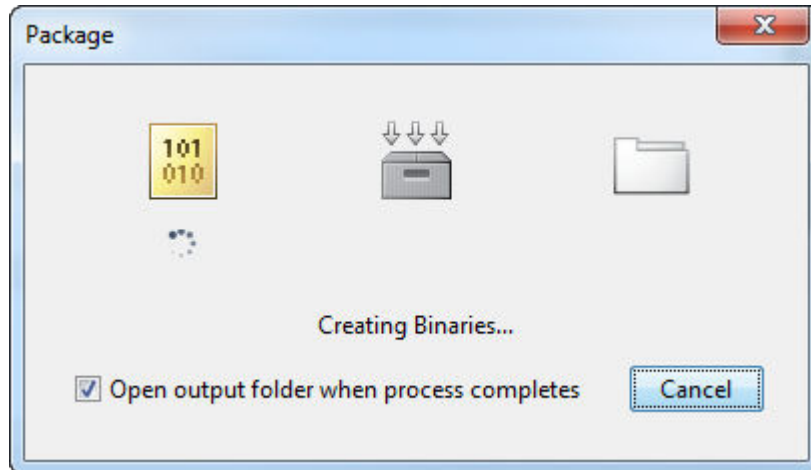 Package
101
010
Creating Binaries...
Open output folder when process completes
Cancel